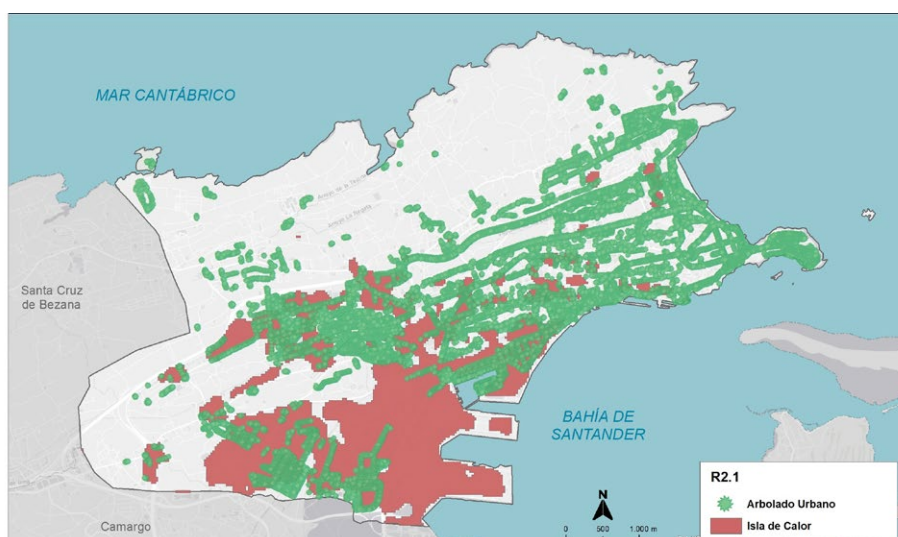 MAR CANTÁBRICO
Santa Cruz
de Bezana
BAHÍA DE
SANTANDER
Camargo
N
0 500 1.000 m
R2.1
Arbolado Urbano
Isla de Calor